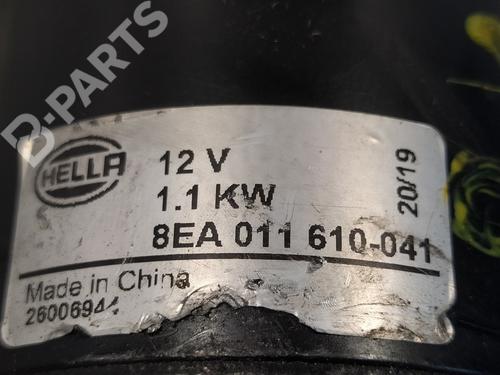 B-PARTS
HELLA
12 V
1.1 KW
8EA 011 610-041
20/19
Made in China
26006944